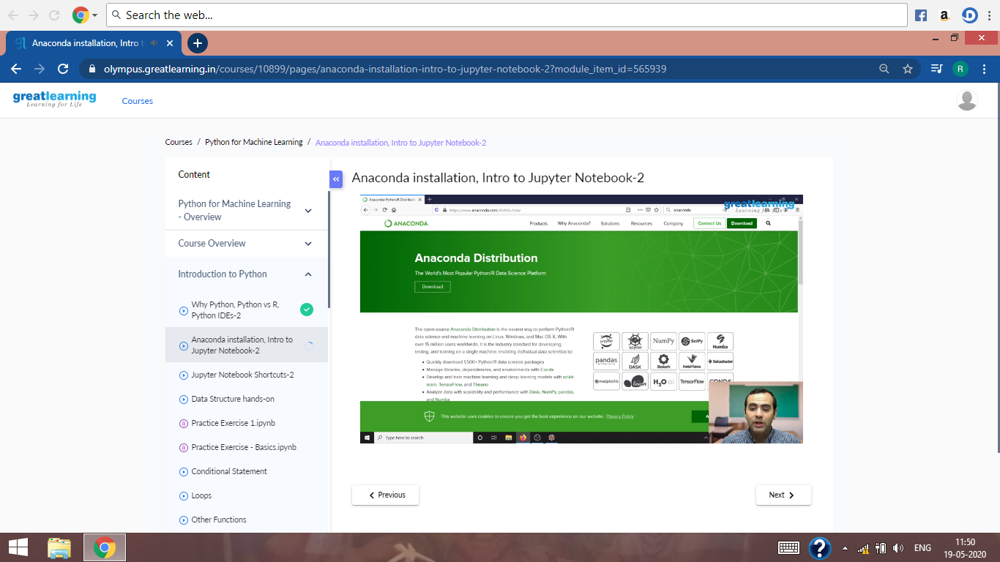 Search the web...
Anaconda installation, Intro t
olympus.greatlearning.in/courses/10899/pages/anaconda-installation-intro-to-jupyter-notebook-2?module_item_id=565939
R
greatlearning
Learning for Life
Courses
Courses / Python for Machine Learning / Anaconda installation, Intro to Jupyter Notebook-2
Content
Python for Machine Learning
- Overview
Course Overview
Introduction to Python
Why Python, Python vs R,
Python IDEs-2
Anaconda installation, Intro to
Jupyter Notebook-2
Jupyter Notebook Shortcuts-2
Data Structure hands-on
Practice Exercise 1.ipynb
Practice Exercise - Basics.ipynb
Conditional Statement
Loops
Other Functions
Anaconda installation, Intro to Jupyter Notebook-2
Anaconda Python/R Distributi
greatlearning
https://www.anaconda.com/distribution/
anaconda
ANACONDA
Products Why Anaconda? Solutions Resources Company Contact Us Download
Anaconda Distribution
The World's Most Popular Python/R Data Science Platform
Download
The open-source Anaconda Distribution is the easiest way to perform Python/R
data science and machine learning on Linux, Windows, and Mac OS X. With
over 15 million users worldwide, it is the industry standard for developing,
testing, and training on a single machine, enabling individual data scientists to:
• Quickly download 1,500+ Python/R data science packages
• Manage libraries, dependencies, and environments with Conda
• Develop and train machine learning and deep learning models with scikit-
learn, TensorFlow, and Theano
• Analyze data with scalability and performance with Dask, NumPy, pandas,
and Numba
jupyter SPYDER NumPy SciPy Numba
pandas DASK Bokeh HoloViews Datashader
matplotlib learn H2O.ai TensorFlow CONDA
This website uses cookies to ensure you get the best experience on our website. Privacy Policy
Type here to search
Previous
Next
ENG
11:50
19-05-2020